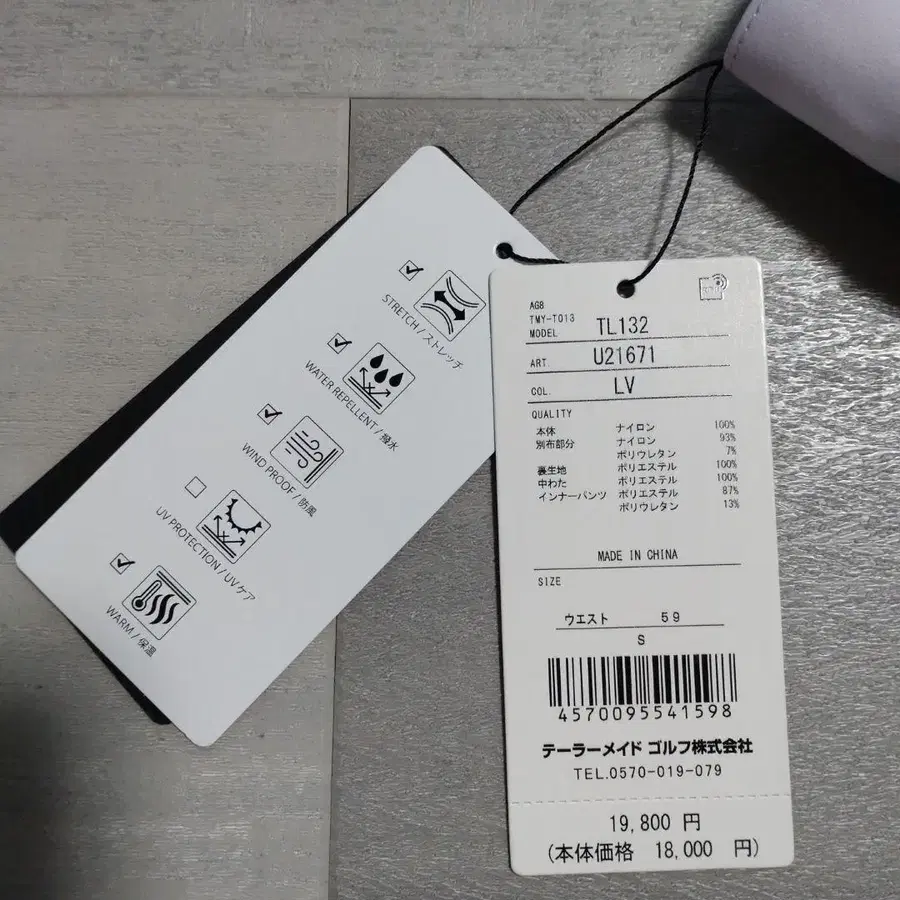 STRETCH / ストレッチ
WATER REPELLENT / 撥水
WIND PROOF / 防風
UV PROTECTION / UVケア
WARM / 保温
AG8
TMY-T013
MODEL TL132
ART. U21671
COL. LV
QUALITY
本体 ナイロン 100%
別布部分 ナイロン 93%
ポリウレタン 7%
裏生地 ポリエステル 100%
中わた ポリエステル 100%
インナーパンツ ポリエステル 87%
ポリウレタン 13%
MADE IN CHINA
SIZE
ウエスト 59
S
4570095541598
テーラーメイド ゴルフ株式会社
TEL.0570-019-079
19,800 円
(本体価格 18,000 円)